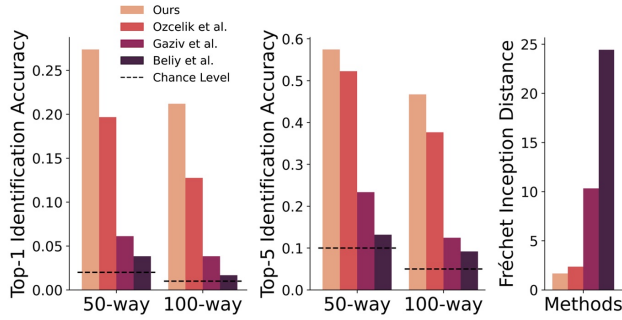 Ours
Ozcelik et al.
Gaziv et al.
Beliy et al.
Chance Level
Top-1 Identification Accuracy
0.25
0.20
0.15
0.10
0.05
0.00
50-way
100-way
Top-5 Identification Accuracy
0.6
0.5
0.4
0.3
0.2
0.1
0.0
50-way
100-way
Fréchet Inception Distance
25
20
15
10
5
0
Methods